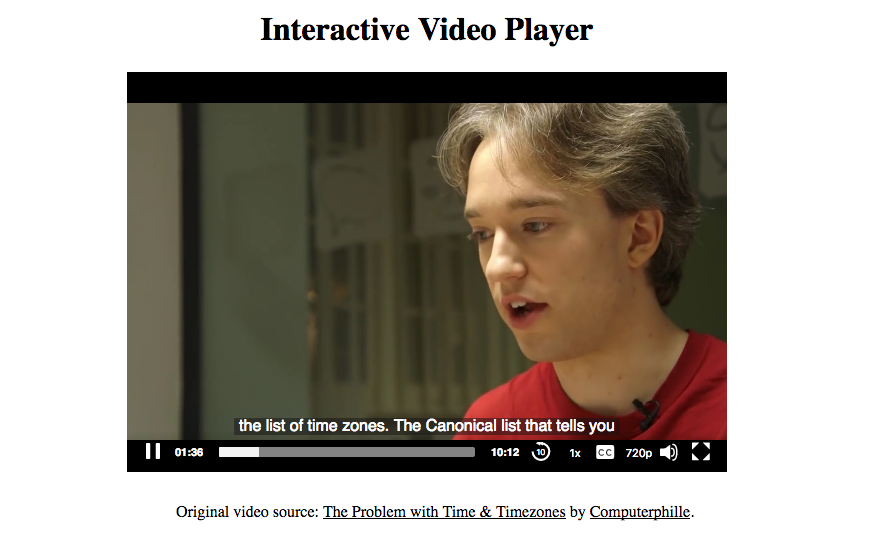 Interactive Video Player
the list of time zones. The Canonical list that tells you
01:36 10:12 10 1x CC 720p
Original video source: The Problem with Time & Timezones by Computerphille.